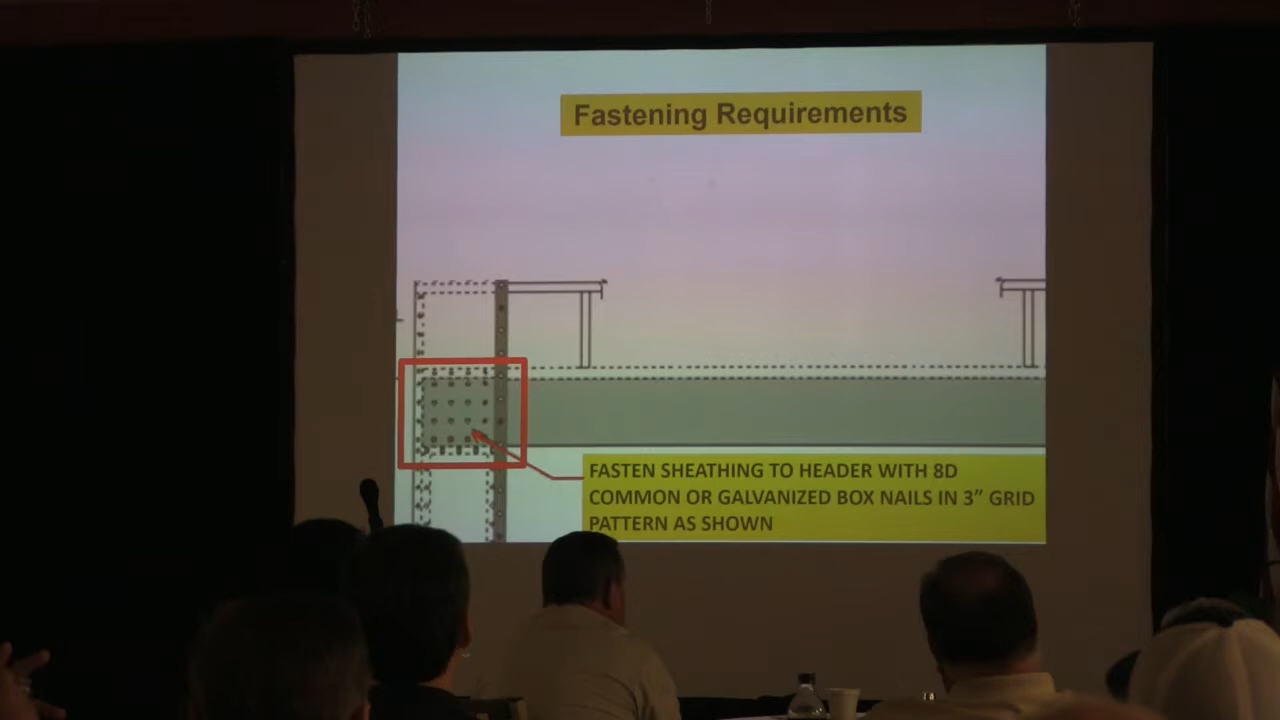 Fastening Requirements
FASTEN SHEATHING TO HEADER WITH 8D
COMMON OR GALVANIZED BOX NAILS IN 3” GRID
PATTERN AS SHOWN